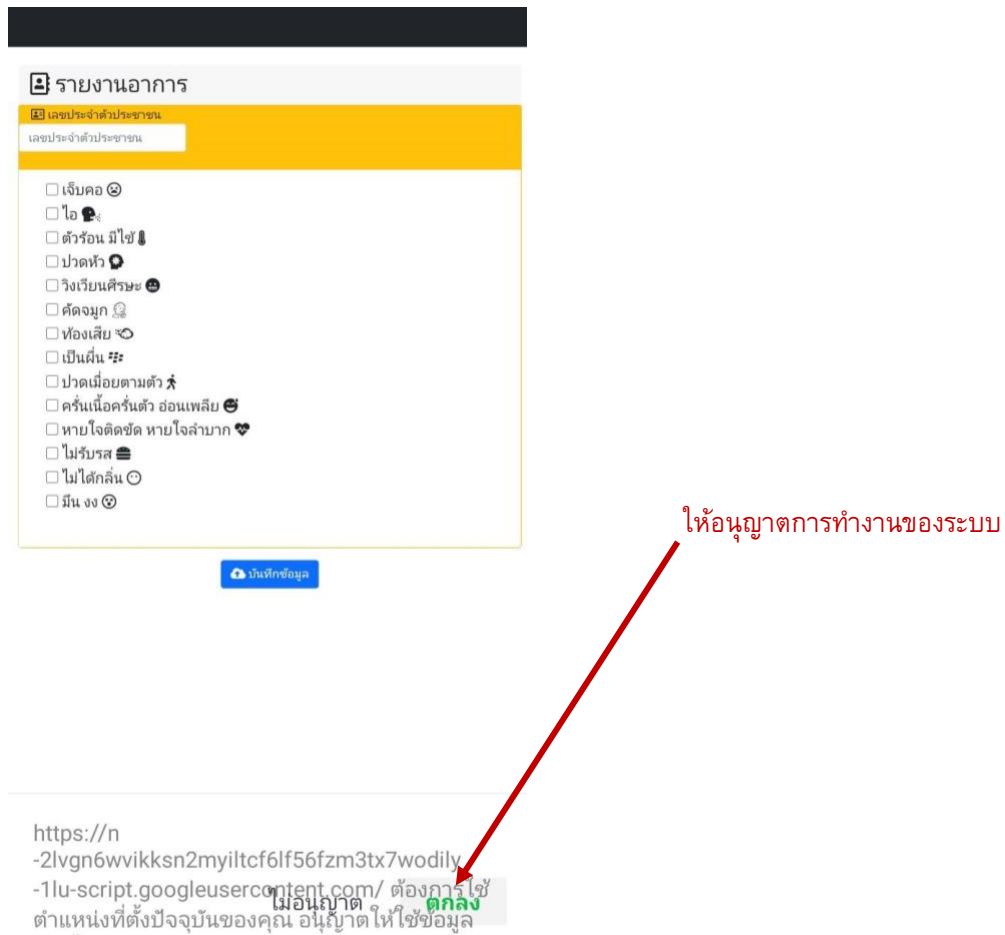 รายงานอาการ
เลขประจำตัวประชาชน
เลขประจำตัวประชาชน
เจ็บคอ
ไอ
ตัวร้อน มีไข้
ปวดหัว
วิงเวียนศีรษะ
คัดจมูก
ท้องเสีย
เป็นผื่น
ปวดเมื่อยตามตัว
ครั่นเนื้อครั่นตัว อ่อนเพลีย
หายใจติดขัด หายใจลำบาก
ไม่รับรส
ไม่ได้กลิ่น
มึน งง
ให้อนุญาตการทำงานของระบบ
บันทึกข้อมูล
https://n
-2lvgn6wvikksn2myiltcf6lf56fzm3tx7wodily
-1lu-script.googleusercontent.com/ ต้องการใช้
ไม่อนุญาต ตกลง
ตำแหน่งที่ตั้งปัจจุบันของคุณ อนุญาตให้ใช้ข้อมูล